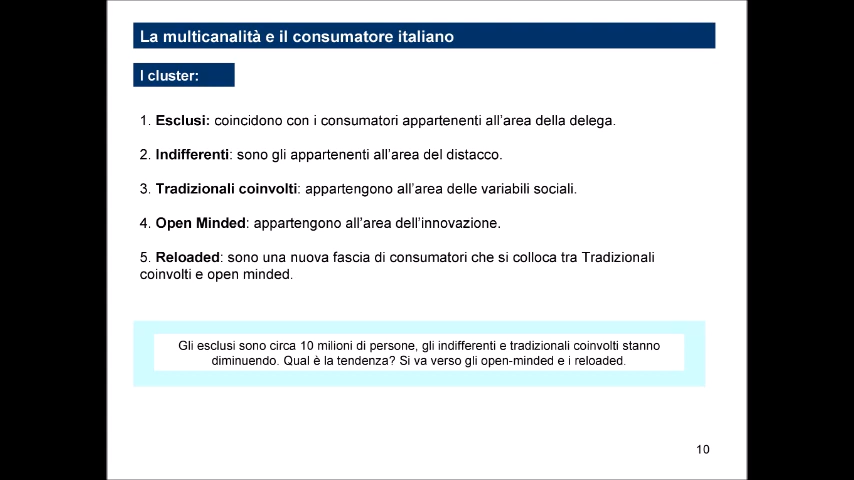 La multicanalità e il consumatore italiano
I cluster:
1. Esclusi: coincidono con i consumatori appartenenti all'area della delega.
2. Indifferenti: sono gli appartenenti all'area del distacco.
3. Tradizionali coinvolti: appartengono all'area delle variabili sociali.
4. Open Minded: appartengono all'area dell'innovazione.
5. Reloaded: sono una nuova fascia di consumatori che si colloca tra Tradizionali
coinvolti e open minded.
Gli esclusi sono circa 10 milioni di persone, gli indifferenti e tradizionali coinvolti stanno
diminuendo. Qual è la tendenza? Si va verso gli open-minded e i reloaded.
10